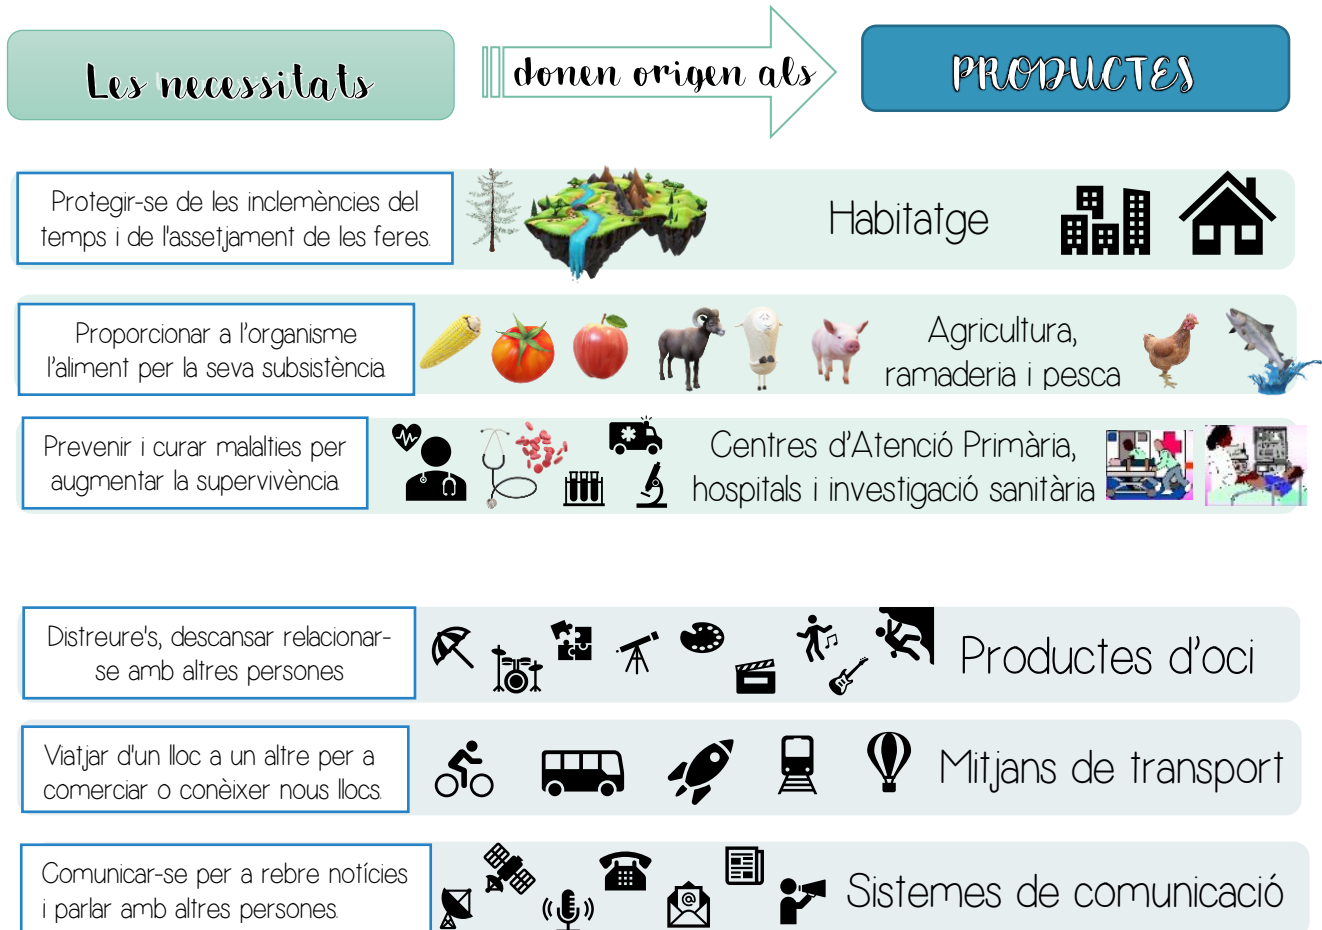 Les necessitats
donen origen als
PRODUCTES
Protegir-se de les inclemències del
temps i de l'assetjament de les feres.
Habitatge
Proporcionar a l'organisme
l'aliment per la seva subsistència
Agricultura,
ramaderia i pesca
Prevenir i curar malalties per
augmentar la supervivència
Centres d'Atenció Primària,
hospitals i investigació sanitària
Distreure's, descansar relacionar-
se amb altres persones
Productes d'oci
Viatjar d'un lloc a un altre per a
comerciar o conèixer nous llocs.
Mitjans de transport
Comunicar-se per a rebre notícies
i parlar amb altres persones.
Sistemes de comunicació